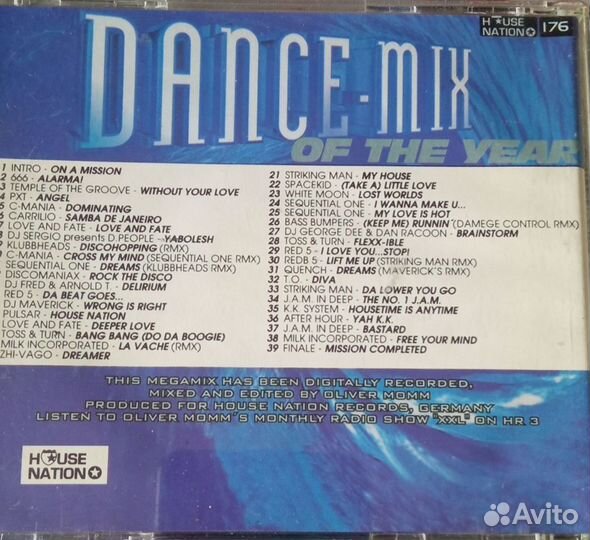 HOUSE
NATION 176
DANCE-MIX
OF THE YEAR
1 INTRO - ON A MISSION
2 666 - ALARMA!
3 TEMPLE OF THE GROOVE - WITHOUT YOUR LOVE
4 PXT - ANGEL
5 C-MANIA - DOMINATING
6 CARRILIO - SAMBA DE JANEIRO
7 LOVE AND FATE - LOVE AND FATE
8 DJ SERGIO presents D.PEOPLE - YABOLESH
9 KLUBBHEADS - DISCOHOPPING (RMX)
C-MANIA - CROSS MY MIND (SEQUENTIAL ONE RMX)
SEQUENTIAL ONE - DREAMS (KLUBBHEADS RMX)
DISCOMANIAX - ROCK THE DISCO
DJ FRED & ARNOLD T. - DELIRIUM
RED 5 - DA BEAT GOES...
DJ MAVERICK - WRONG IS RIGHT
PULSAR - HOUSE NATION
LOVE AND FATE - DEEPER LOVE
TOSS & TURN - BANG BANG (DO DA BOOGIE)
MILK INCORPORATED - LA VACHE (RMX)
ZHI-VAGO - DREAMER
21 STRIKING MAN - MY HOUSE
22 SPACEKID - (TAKE A) LITTLE LOVE
23 WHITE MOON - LOST WORLDS
24 SEQUENTIAL ONE - I WANNA MAKE U...
25 SEQUENTIAL ONE - MY LOVE IS HOT
26 BASS BUMPERS - (KEEP ME) RUNNIN' (DAMEGE CONTROL RMX)
27 DJ GEORGE DEE & DAN RACOON - BRAINSTORM
28 TOSS & TURN - FLEXX-IBLE
29 RED 5 - I LOVE YOU...STOP!
30 REDB 5 - LIFT ME UP (STRIKING MAN RMX)
31 QUENCH - DREAMS (MAVERICK'S RMX)
32 T.O. - DIVA
33 STRIKING MAN - DA LOWER YOU GO
34 J.A.M. IN DEEP - THE NO. 1 J.A.M.
35 K.K. SYSTEM - HOUSETIME IS ANYTIME
36 AFTER HOUR - YAH K.K.
37 J.A.M. IN DEEP - BASTARD
38 MILK INCORPORATED - FREE YOUR MIND
39 FINALE - MISSION COMPLETED
THIS MEGAMIX HAS BEEN DIGITALLY RECORDED,
MIXED AND EDITED BY OLIVER MOMM
PRODUCED FOR HOUSE NATION RECORDS, GERMANY
LISTEN TO OLIVER MOMM'S MONTHLY RADIO SHOW "XXL" ON HR 3
HOUSE
NATION
Avito